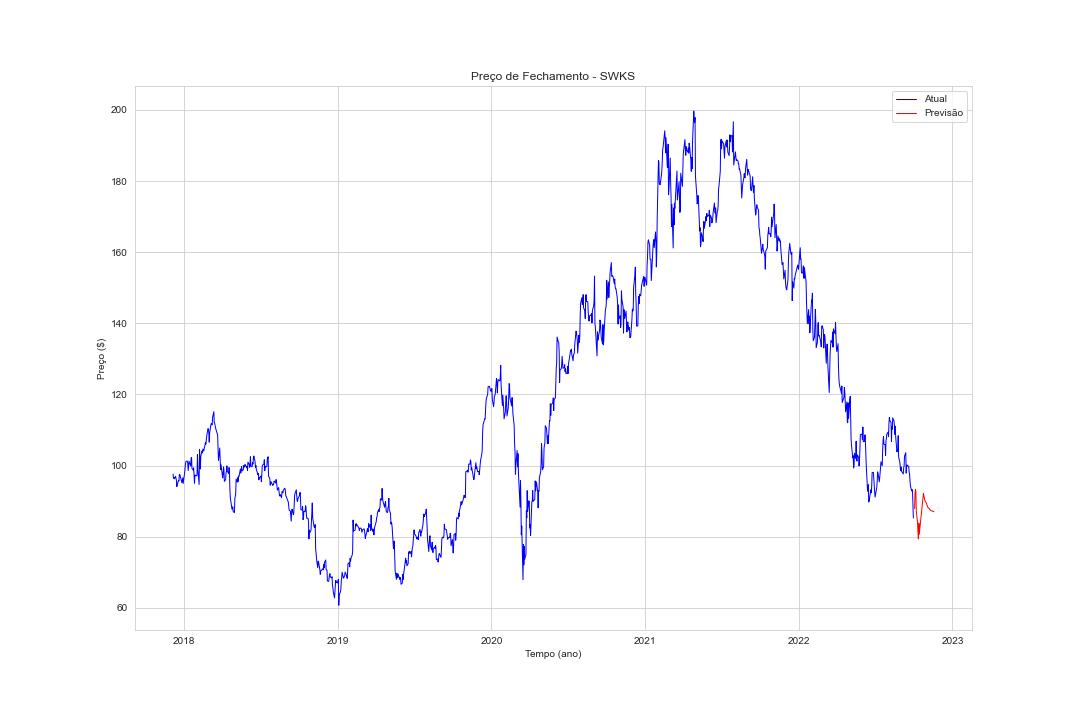 Preço de Fechamento - SWKS
Atual
Previsão
200
180
160
140
120
100
80
60
Preço ($)
2018
2019
2020
2021
2022
2023
Tempo (ano)